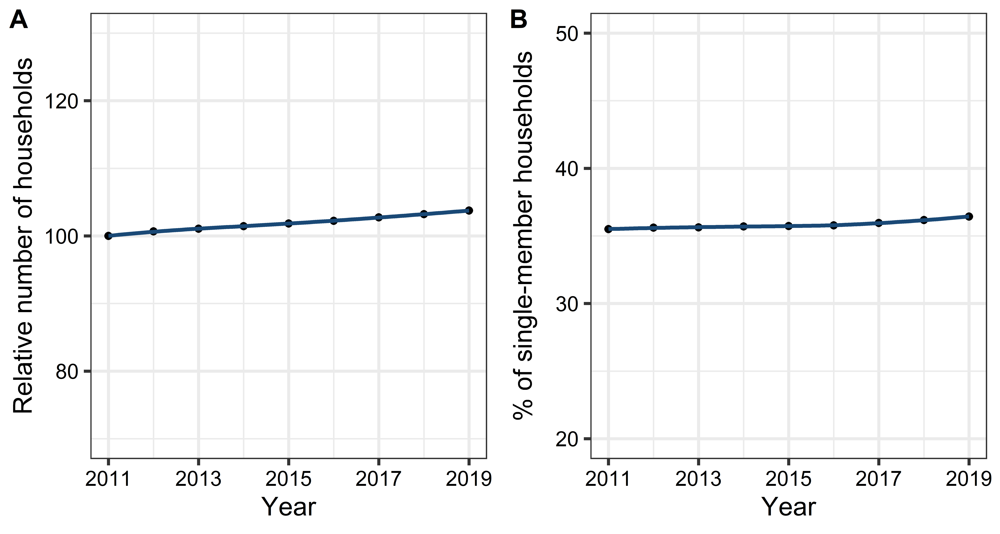 A
Relative number of households
120
100
80
2011 2013 2015 2017 2019
Year
B
% of single-member households
50
40
30
20
2011 2013 2015 2017 2019
Year